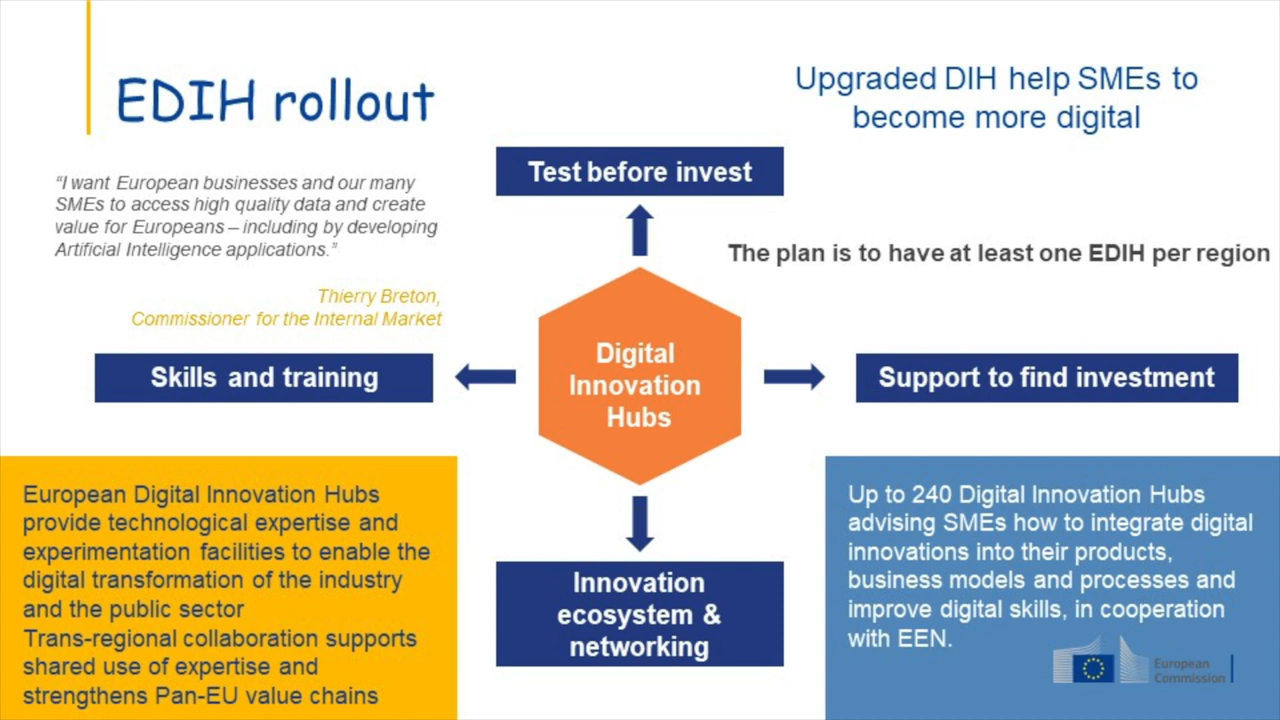 EDIH rollout
Upgraded DIH help SMEs to
become more digital
"I want European businesses and our many
SMEs to access high quality data and create
value for Europeans – including by developing
Artificial Intelligence applications."
Thierry Breton,
Commissioner for the Internal Market
Test before invest
The plan is to have at least one EDIH per region
Skills and training
Digital
Innovation
Hubs
Support to find investment
European Digital Innovation Hubs
provide technological expertise and
experimentation facilities to enable the
digital transformation of the industry
and the public sector
Trans-regional collaboration supports
shared use of expertise and
strengthens Pan-EU value chains
Innovation
ecosystem &
networking
Up to 240 Digital Innovation Hubs
advising SMEs how to integrate digital
innovations into their products,
business models and processes and
improve digital skills, in cooperation
with EEN.
European
Commission